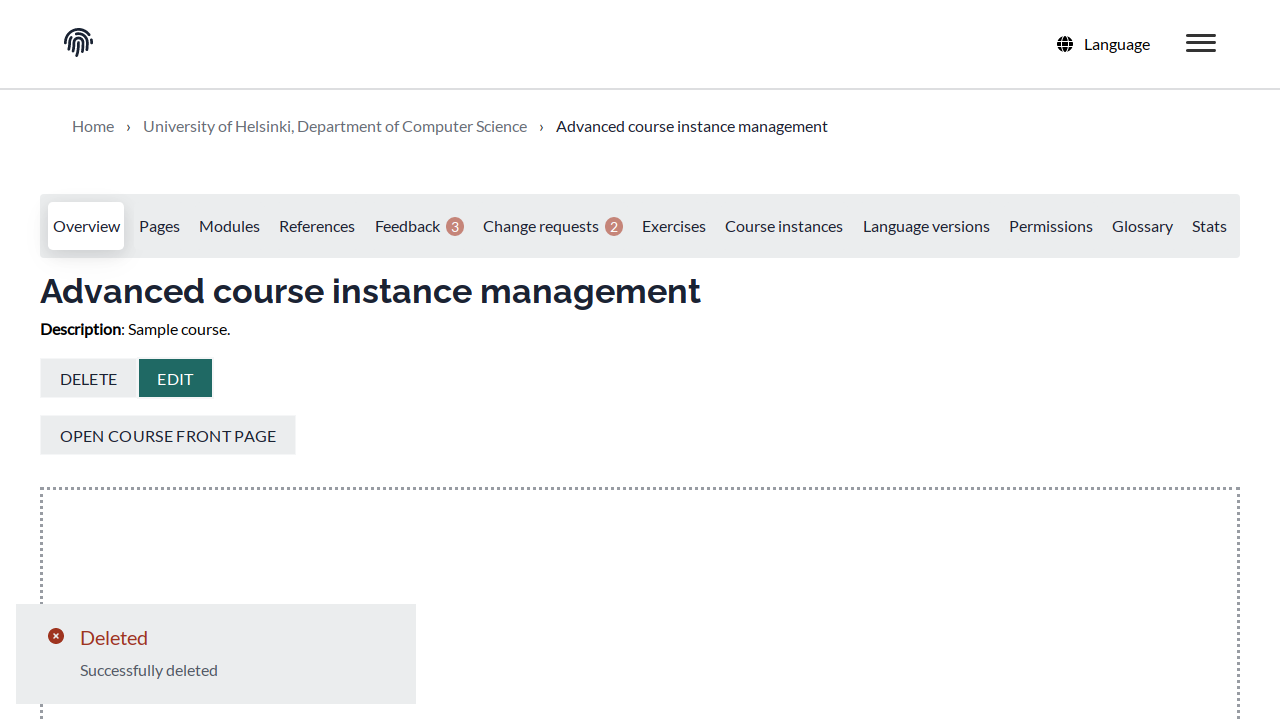 Language
Home › University of Helsinki, Department of Computer Science › Advanced course instance management
Overview Pages Modules References Feedback 3 Change requests 2 Exercises Course instances Language versions Permissions Glossary Stats
Advanced course instance management
Description: Sample course.
DELETE EDIT
OPEN COURSE FRONT PAGE
Deleted
Successfully deleted